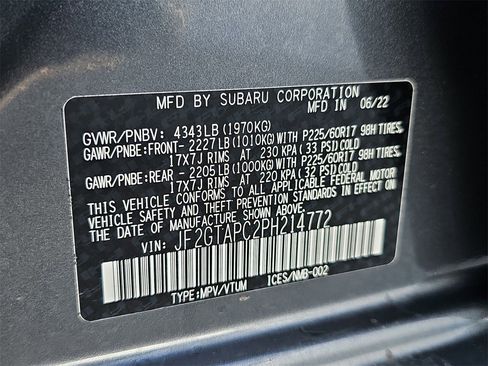 MFD BY SUBARU CORPORATION
MFD IN 06/22
GVWR/PNBV: 4343LB (1970KG)
GAWR/PNBE:FRONT- 2227LB (1010KG)WITH P225/60R17 98H TIRES,
17X7J RIMS AT 230 KPA (33 PSI)COLD
GAWR/PNBE:REAR - 2205LB (1000KG)WITH P225/60R17 98H TIRES,
17X7J RIMS AT 220 KPA (32 PSI)COLD
THIS VEHICLE CONFORMS TO ALL APPLICABLE FEDERAL MOTOR
VEHICLE SAFETY AND THEFT PREVENTION STANDARDS IN EFFECT
ON THE DATE OF MANUFACTURE SHOWN ABOVE.
VIN: JF2GTAPC2PH214772
TYPE:MPV/VTUM ICES/NMB-002